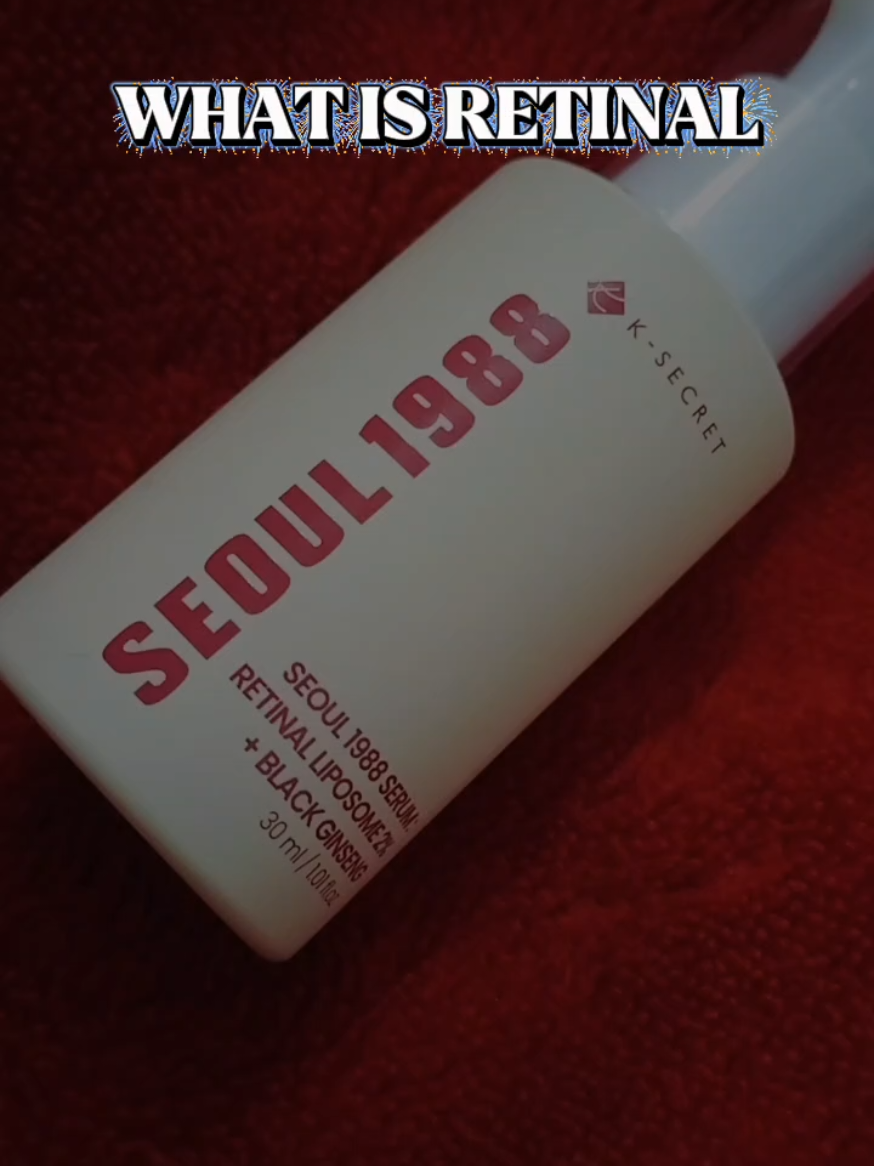 WHAT IS RETINAL
K-SECRET
SEOUL 1988
SEOUL 1988 SERUM:
RETINAL LIPOSOME 2%
+ BLACK GINSENG
30 ml / 1.01 fl.oz